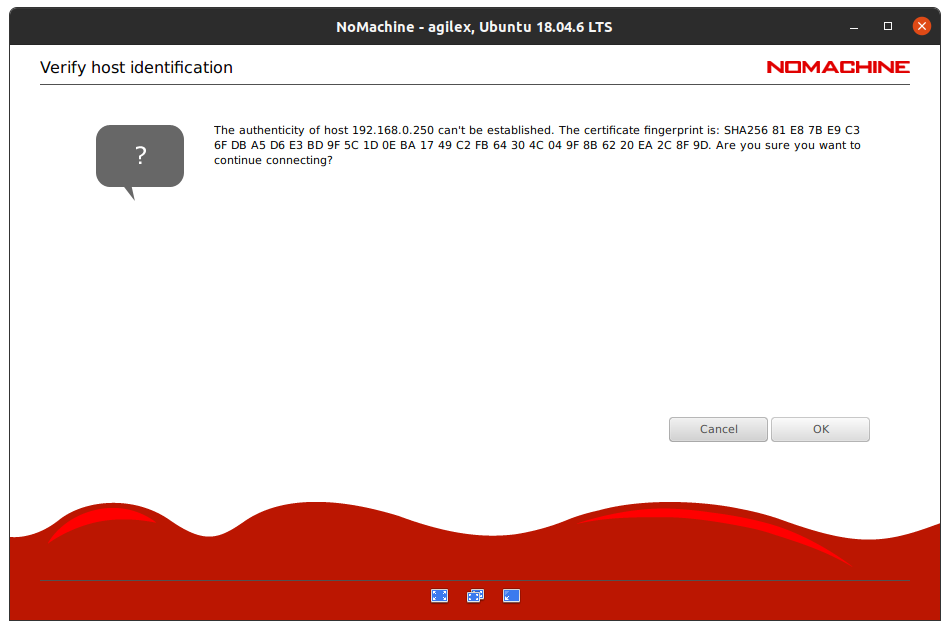 NoMachine - agilex, Ubuntu 18.04.6 LTS
Verify host identification
NOMACHINE
?
The authenticity of host 192.168.0.250 can't be established. The certificate fingerprint is: SHA256 81 E8 7B E9 C3
6F DB A5 D6 E3 BD 9F 5C 1D 0E BA 17 49 C2 FB 64 30 4C 04 9F 8B 62 20 EA 2C 8F 9D. Are you sure you want to
continue connecting?
Cancel
OK